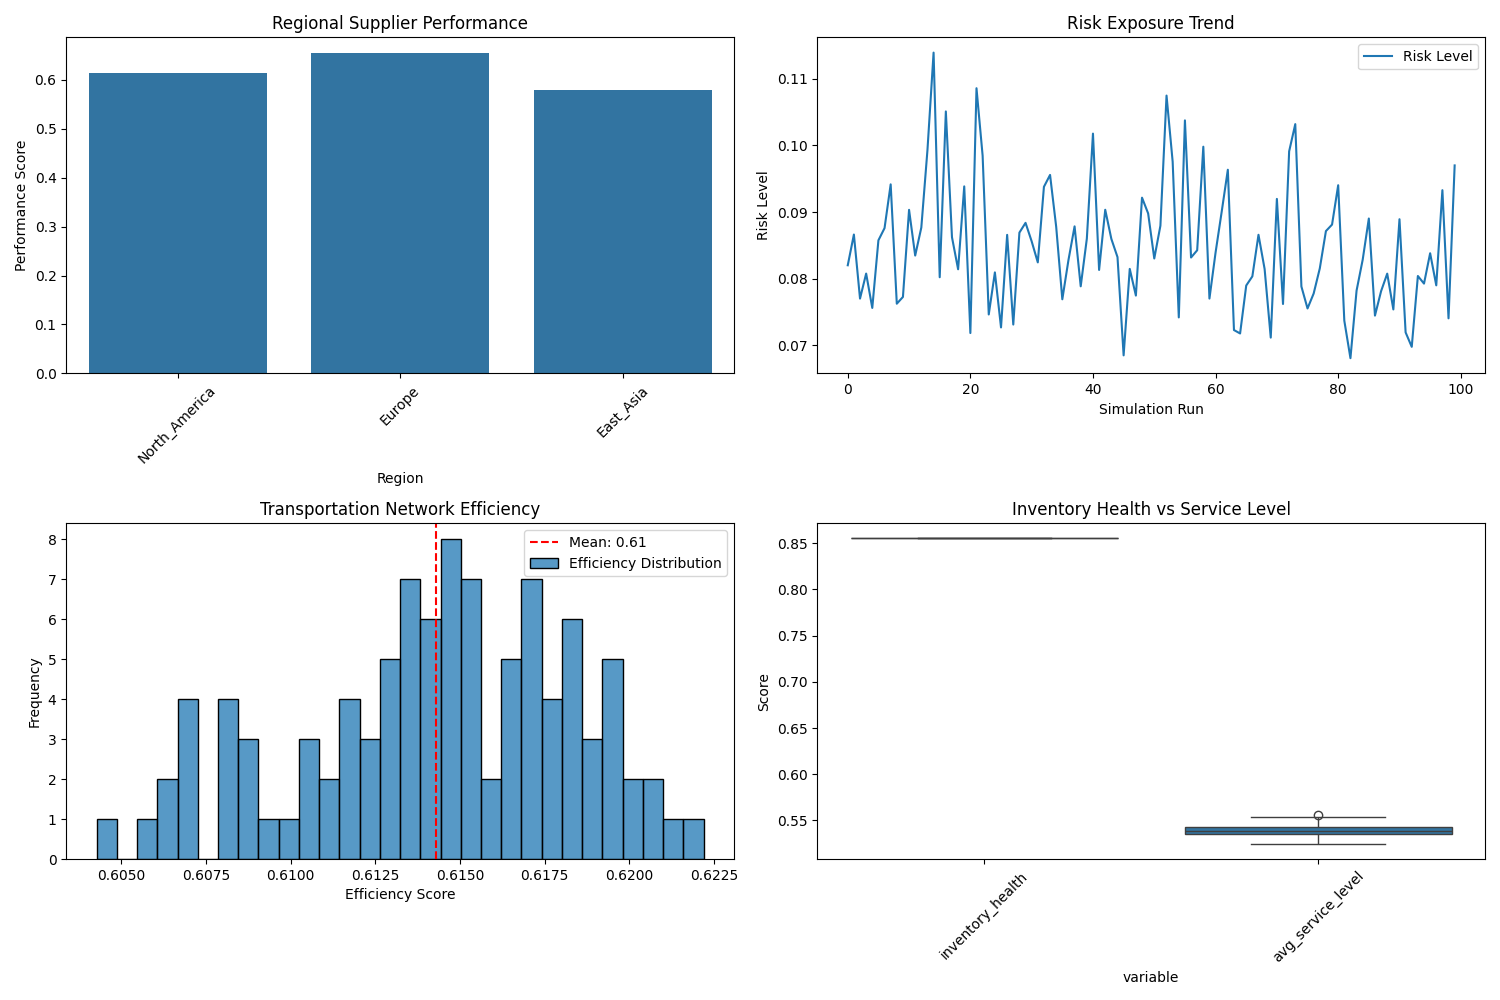 Regional Supplier Performance
Performance Score
0.6
0.5
0.4
0.3
0.2
0.1
0.0
North_America
Europe
East_Asia
Region
Risk Exposure Trend
Risk Level
Risk Level
0.11
0.10
0.09
0.08
0.07
0
20
40
60
80
100
Simulation Run
Transportation Network Efficiency
Mean: 0.61
Efficiency Distribution
Frequency
8
7
6
5
4
3
2
1
0
0.6050
0.6075
0.6100
0.6125
0.6150
0.6175
0.6200
0.6225
Efficiency Score
Inventory Health vs Service Level
Score
0.85
0.80
0.75
0.70
0.65
0.60
0.55
inventory_health
avg_service_level
variable